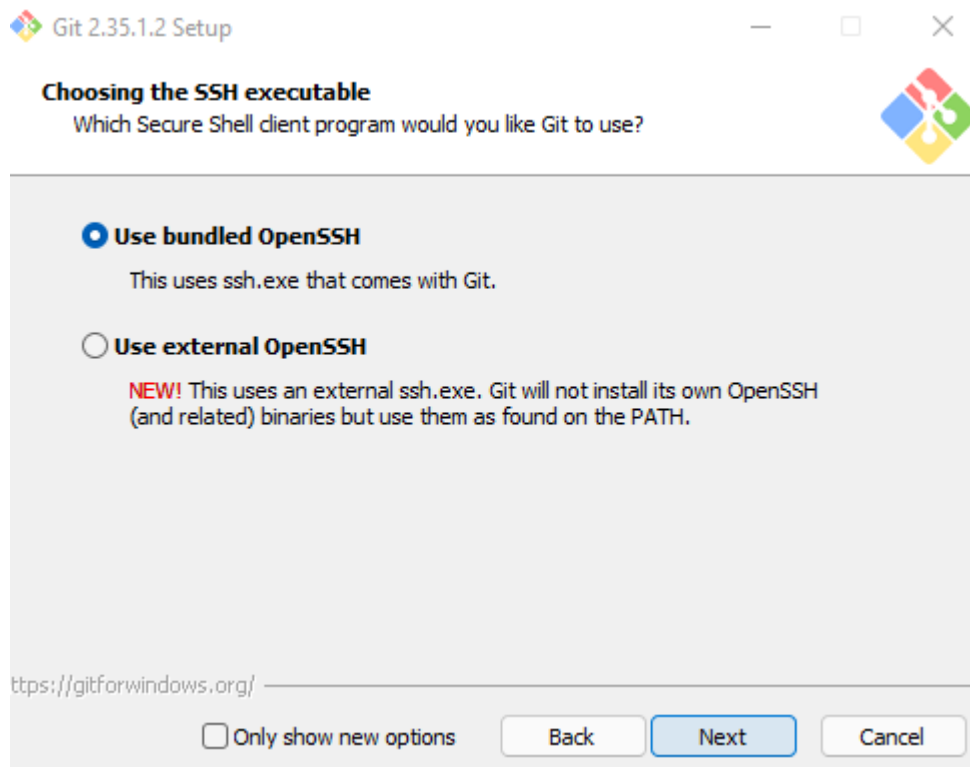 Git 2.35.1.2 Setup
Choosing the SSH executable
Which Secure Shell client program would you like Git to use?
Use bundled OpenSSH
This uses ssh.exe that comes with Git.
Use external OpenSSH
NEW! This uses an external ssh.exe. Git will not install its own OpenSSH
(and related) binaries but use them as found on the PATH.
ttps://gitforwindows.org/
Only show new options Back Next Cancel